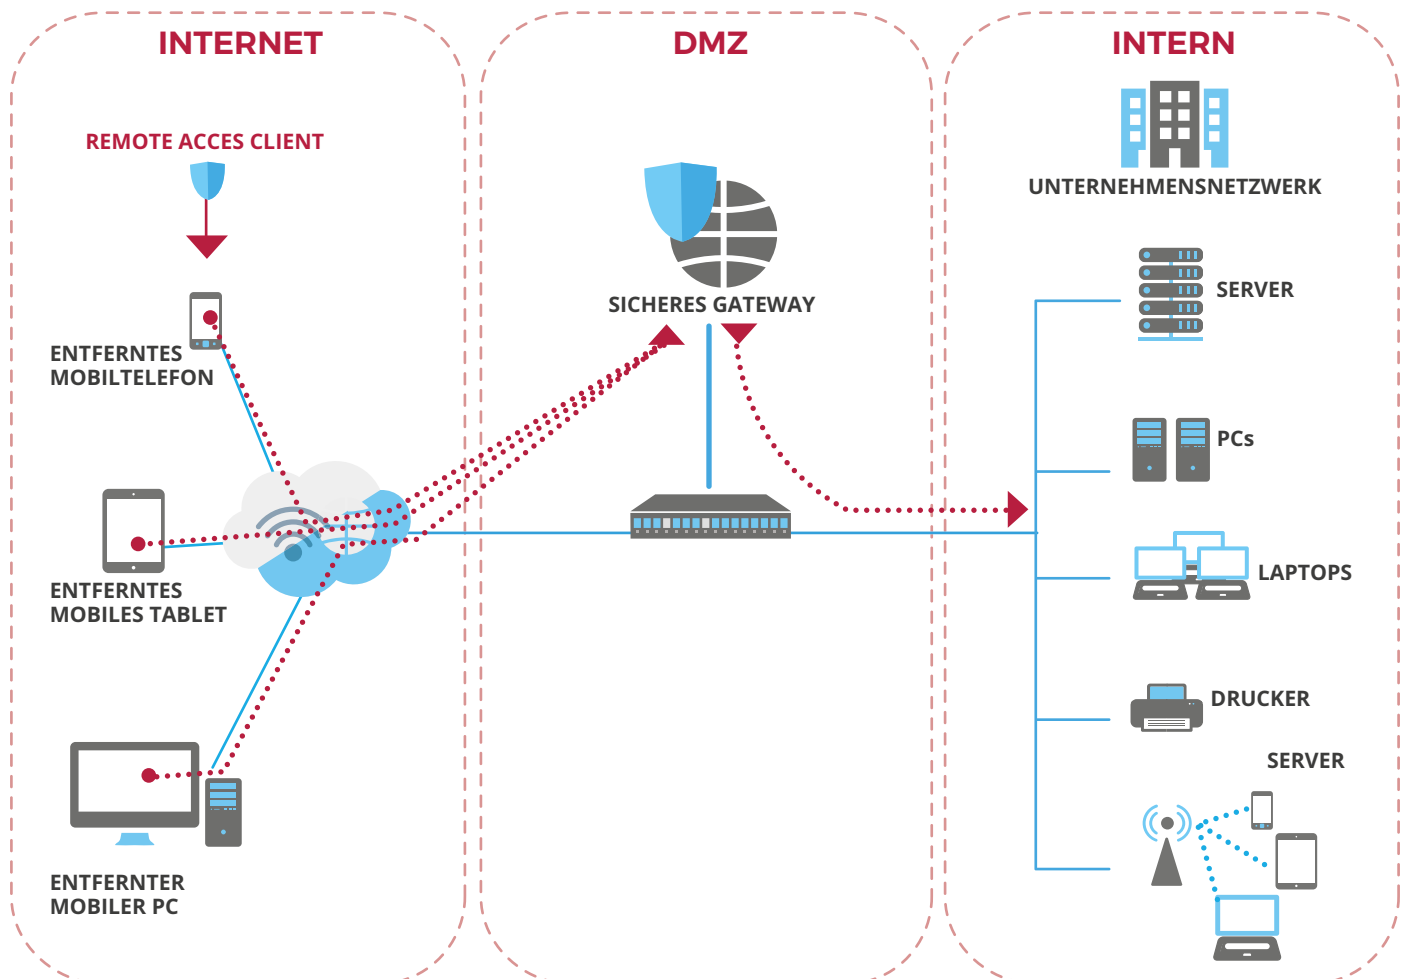 INTERNET
REMOTE ACCES CLIENT
ENTFERNTES
MOBILTELEFON
ENTFERNTES
MOBILES TABLET
ENTFERNTER
MOBILER PC
DMZ
SICHERES GATEWAY
INTERN
UNTERNEHMENSNETZWERK
SERVER
PCs
LAPTOPS
DRUCKER
SERVER